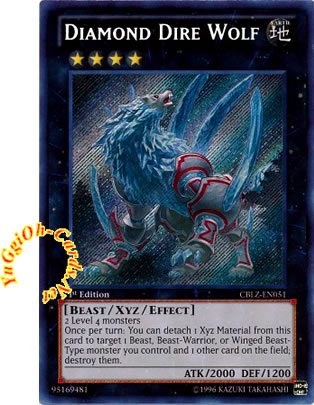 DIAMOND DIRE WOLF
EARTH
地
YuGgiOh-Cards.Net
1st Edition
CBLZ-EN051
[BEAST / XYZ / EFFECT]
2 Level 4 monsters
Once per turn: You can detach 1 Xyz Material from this
card to target 1 Beast, Beast-Warrior, or Winged Beast-
Type monster you control and 1 other card on the field;
destroy them.
ATK/2000 DEF/1200
95169481
©1996 KAZUKI TAKAHASHI